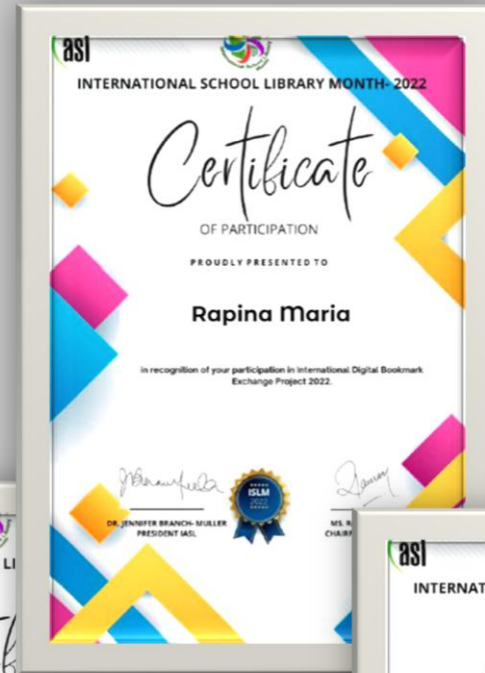 asl
INTERNATIONAL SCHOOL LIBRARY MONTH- 2022
Certificate
OF PARTICIPATION
PROUDLY PRESENTED TO
Rapina Maria
in recognition of your participation in International Digital Bookmark
Exchange Project 2022.
ISLM
2022
DR. JENNIFER BRANCH- MULLER
PRESIDENT IASL
MS.
asl